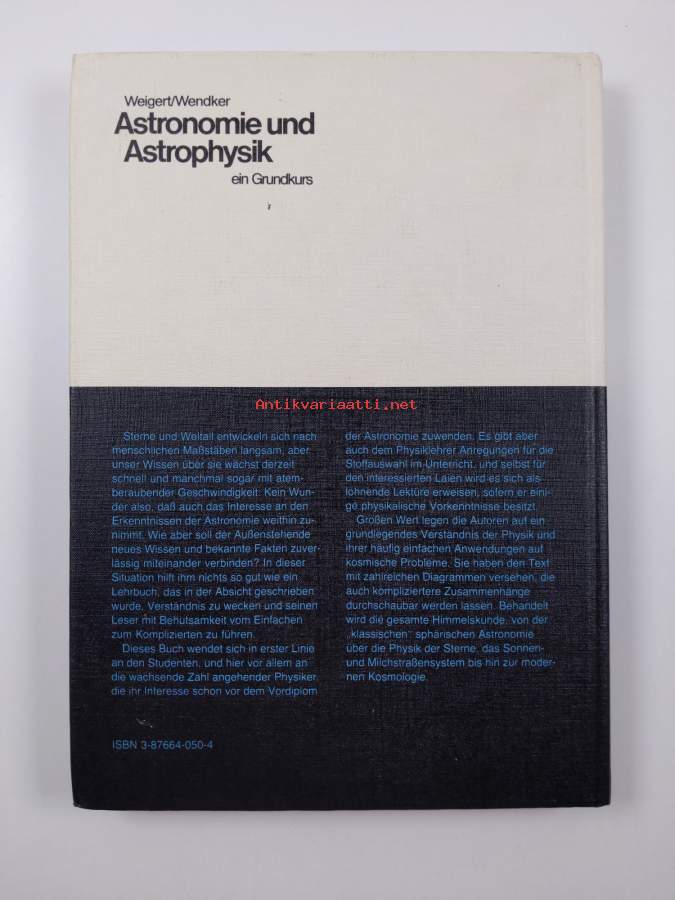 Weigert/Wendker
Astronomie und
Astrophysik
ein Grundkurs
Antikvariaatti.net
Sterne und Weltall entwickeln sich nach
menschlichen Maßstäben langsam, aber
unser Wissen über sie wächst derzeit
schnell und manchmal sogar mit atem-
beraubender Geschwindigkeit. Kein Wun-
der also, daß auch das Interesse an den
Erkenntnissen der Astronomie weithin zu-
nimmt. Wie aber soll der Außenstehende
neues Wissen und bekannte Fakten zuver-
lässig miteinander verbinden? In dieser
Situation hilft ihm nichts so gut wie ein
Lehrbuch, das in der Absicht geschrieben
wurde, Verständnis zu wecken und seinen
Leser mit Behutsamkeit vom Einfachen
zum Komplizierten zu führen.
Dieses Buch wendet sich in erster Linie
an den Studenten, und hier vor allem an
die wachsende Zahl angehender Physiker,
die ihr Interesse schon vor dem Vordiplom
der Astronomie zuwenden. Es gibt aber
auch dem Physiklehrer Anregungen für die
Stoffauswahl im Unterricht, und selbst für
den interessierten Laien wird es sich als
lohnende Lektüre erweisen, sofern er eini-
ge physikalische Vorkenntnisse besitzt.
Großen Wert legen die Autoren auf ein
grundlegendes Verständnis der Physik und
ihrer häufig einfachen Anwendungen auf
kosmische Probleme. Sie haben den Text
mit zahlreichen Diagrammen versehen, die
auch kompliziertere Zusammenhänge
durchschaubar werden lassen. Behandelt
wird die gesamte Himmelskunde, von der
„klassischen" sphärischen Astronomie
über die Physik der Sterne, das Sonnen-
und Milchstraßensystem bis hin zur moder-
nen Kosmologie.
ISBN 3-87664-050-4